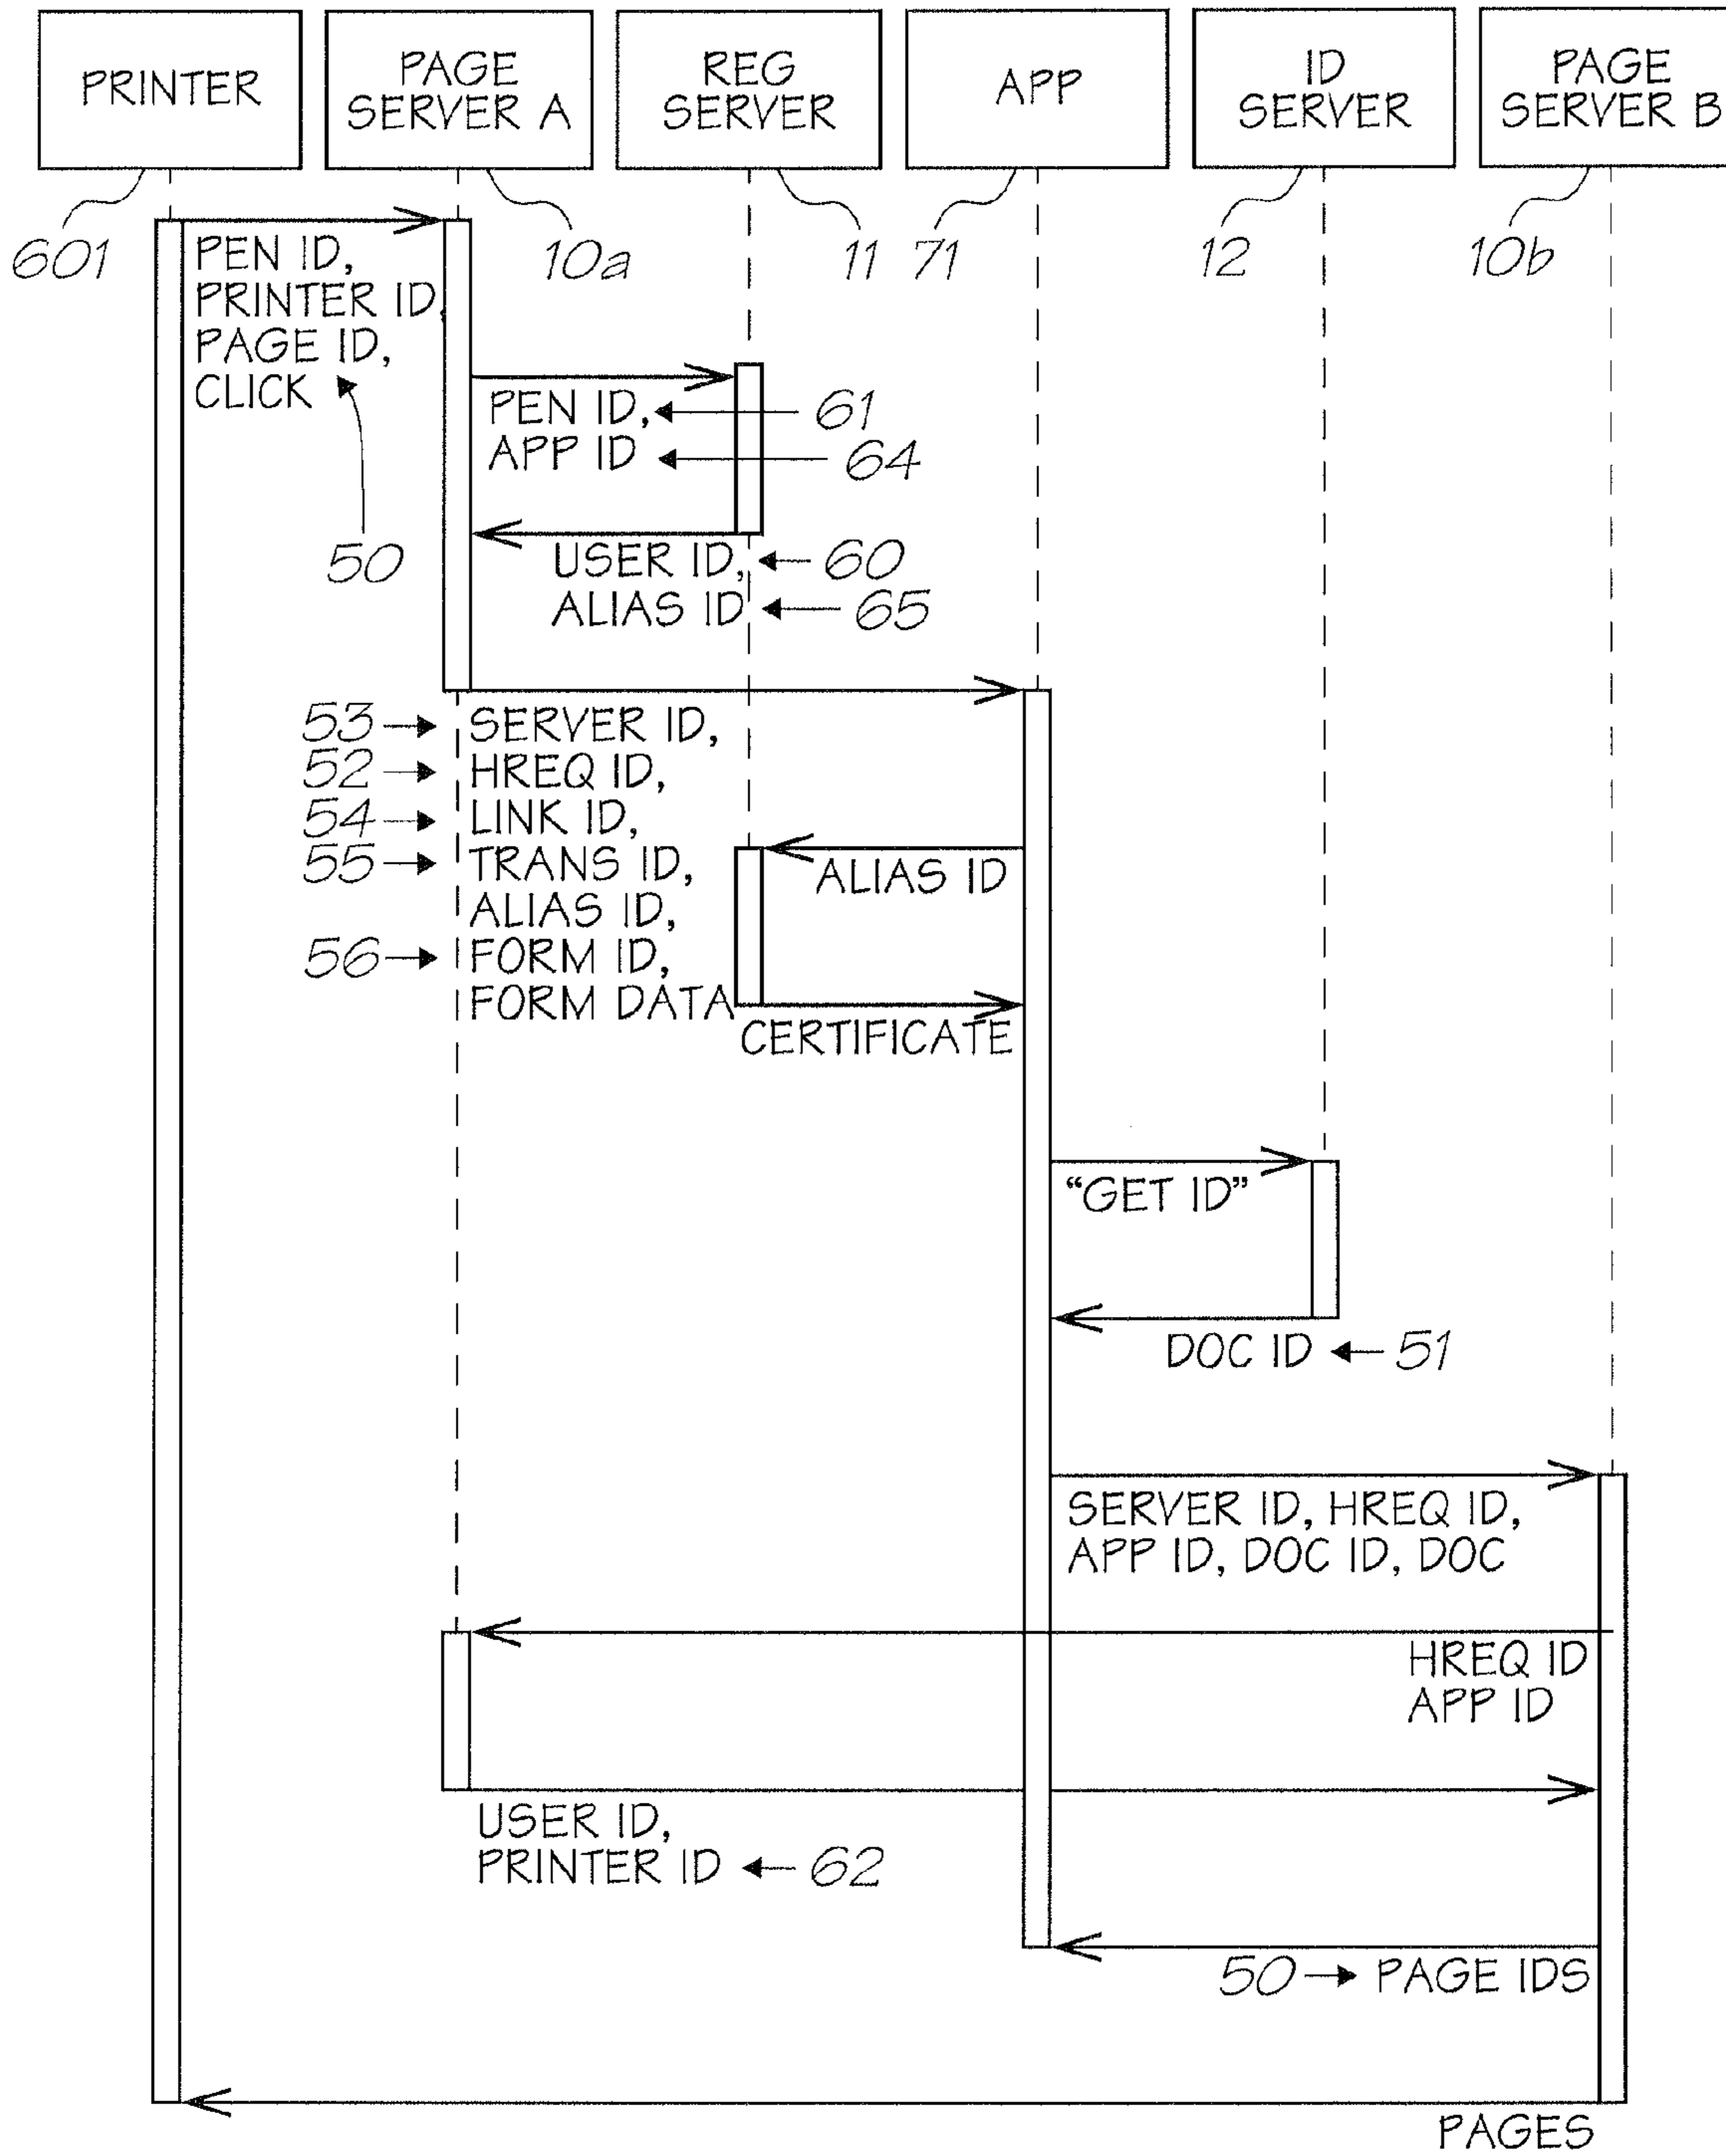 PRINTER
PAGE
SERVER A
REG
SERVER
APP
ID
SERVER
PAGE
SERVER B
601
10a
11
71
12
10b
PEN ID,
PRINTER ID,
PAGE ID,
CLICK
50
PEN ID,
61
APP ID
64
USER ID,
60
ALIAS ID
65
53
SERVER ID,
52
HREQ ID,
54
LINK ID,
55
TRANS ID,
ALIAS ID,
56
FORM ID,
FORM DATA
ALIAS ID
CERTIFICATE
“GET ID”
DOC ID
51
SERVER ID, HREQ ID,
APP ID, DOC ID, DOC
HREQ ID
APP ID
USER ID,
PRINTER ID
62
50
PAGE IDS
PAGES